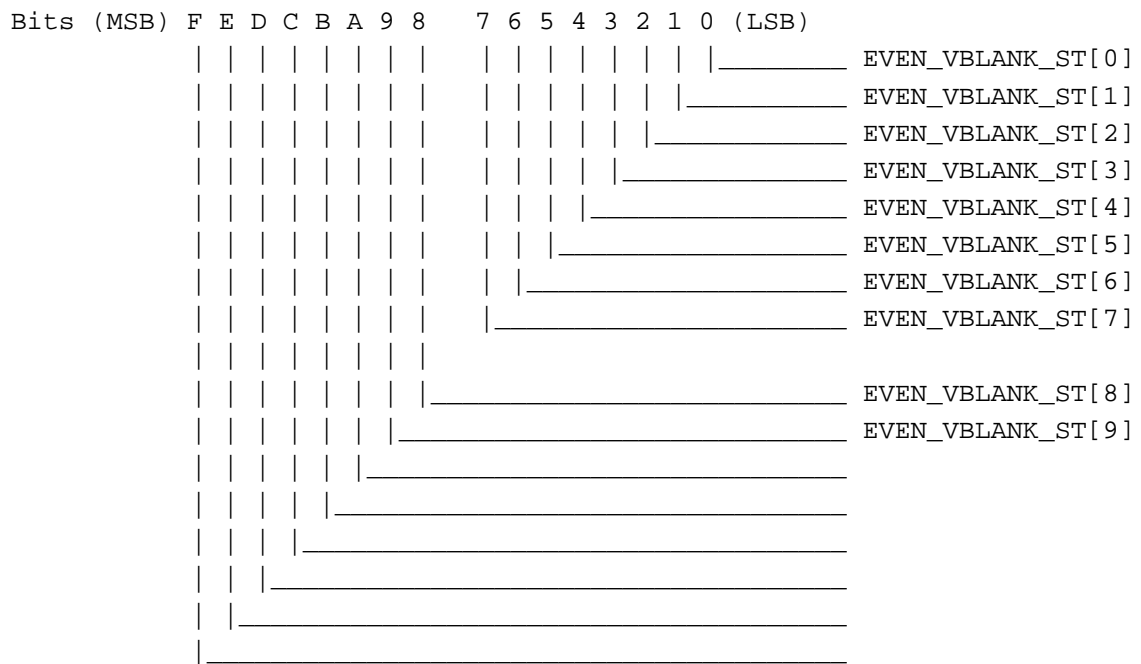 Bits (MSB) F E D C B A 9 8 7 6 5 4 3 2 1 0 (LSB)
EVEN_VBLANK_ST[0]
EVEN_VBLANK_ST[1]
EVEN_VBLANK_ST[2]
EVEN_VBLANK_ST[3]
EVEN_VBLANK_ST[4]
EVEN_VBLANK_ST[5]
EVEN_VBLANK_ST[6]
EVEN_VBLANK_ST[7]
EVEN_VBLANK_ST[8]
EVEN_VBLANK_ST[9]